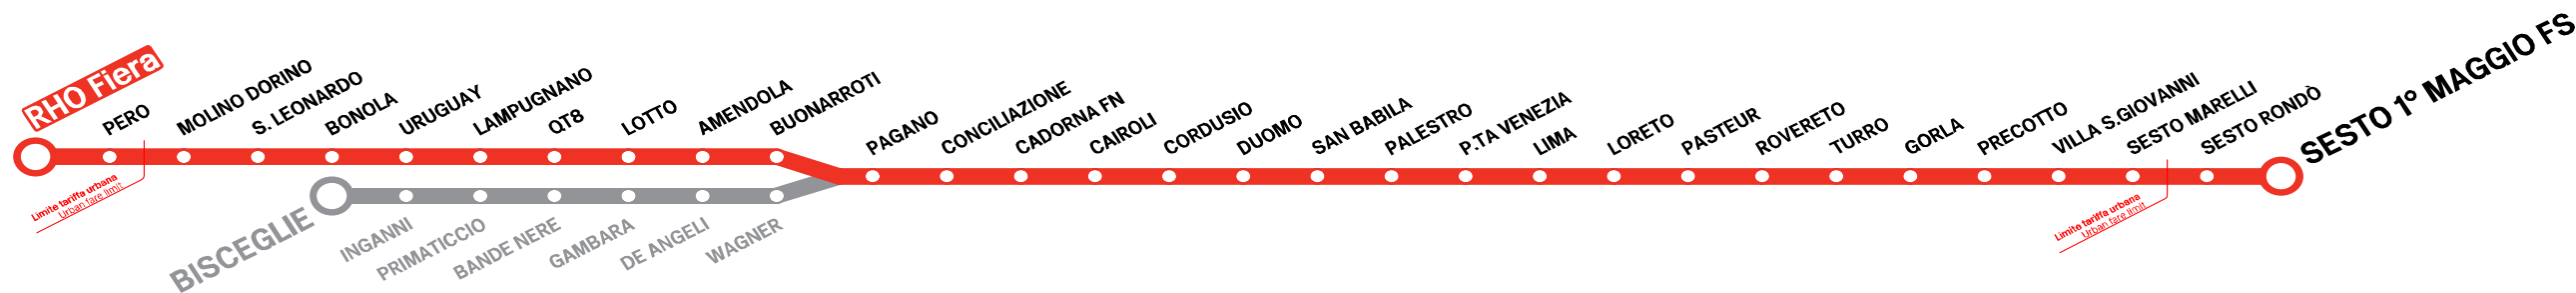 RHO Fiera
PERO
MOLINO DORINO
S. LEONARDO
BONOLA
URUGUAY
LAMPUGNANO
QT8
LOTTO
AMENDOLA
BUONARROTI
PAGANO
CONCILIAZIONE
CADORNA FN
CAIROLI
CORDUSIO
DUOMO
SAN BABILA
PALESTRO
P.TA VENEZIA
LIMA
LORETO
PASTEUR
ROVERETO
TURRO
GORLA
PRECOTTO
VILLA S.GIOVANNI
SESTO MARELLI
SESTO RONDÒ
SESTO 1° MAGGIO FS
Limite tariffa urbana
Urban fare limit
BISCEGLIE
INGANNI
PRIMATICCIO
BANDE NERE
GAMBARA
DE ANGELI
WAGNER
Limite tariffa urbana
Urban fare limit